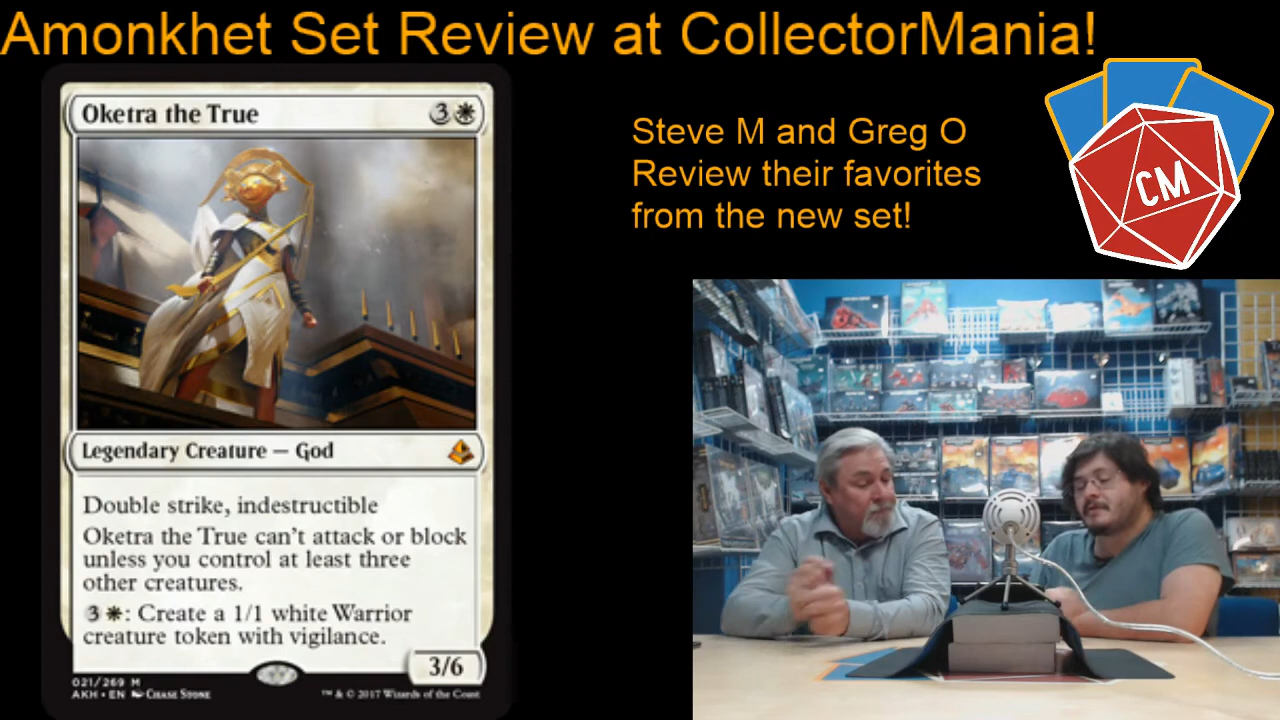 Amonkhet Set Review at CollectorMania!
Oketra the True 3
Steve M and Greg O
Review their favorites
from the new set!
CM
Legendary Creature — God
Double strike, indestructible
Oketra the True can't attack or block
unless you control at least three
other creatures.
3 : Create a 1/1 white Warrior
creature token with vigilance.
3/6
021/269 M
AKH • EN Chase Stone
™ & © 2017 Wizards of the Coast